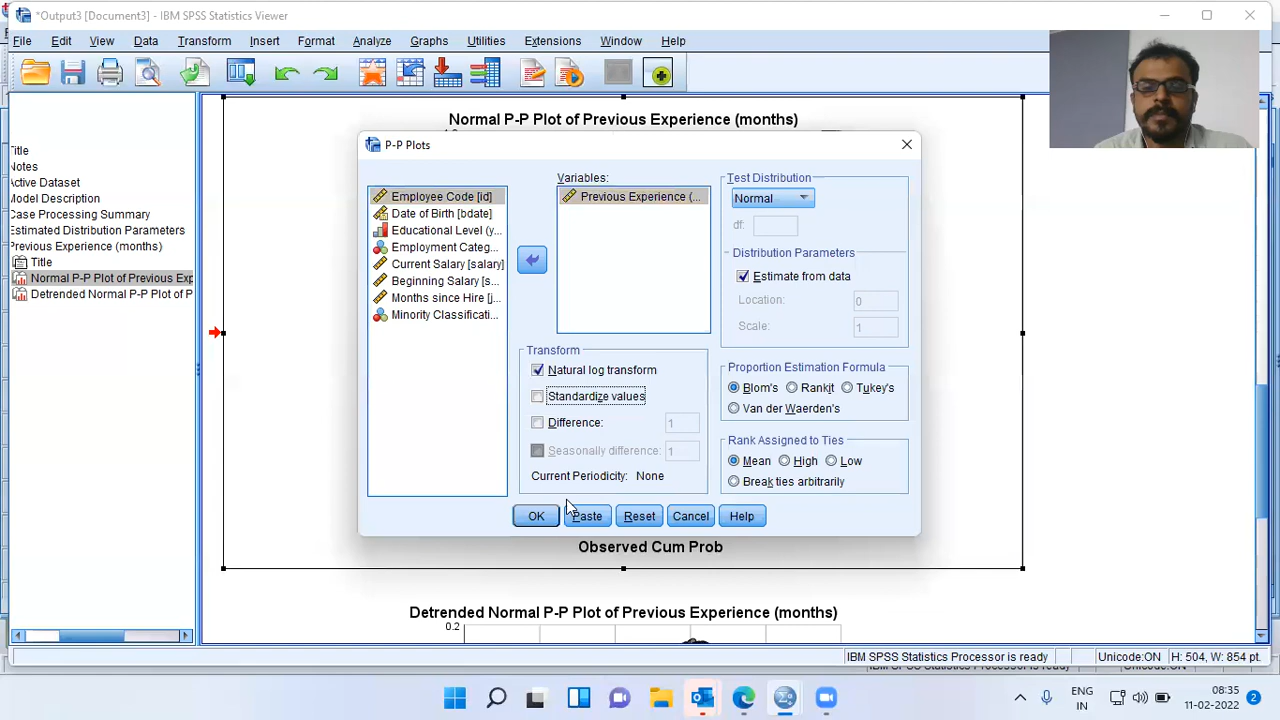 *Output3 [Document3] - IBM SPSS Statistics Viewer
File Edit View Data Transform Insert Format Analyze Graphs Utilities Extensions Window Help
Title
Notes
Active Dataset
Model Description
Case Processing Summary
Estimated Distribution Parameters
Previous Experience (months)
Title
Normal P-P Plot of Previous Exp
Detrended Normal P-P Plot of P
Normal P-P Plot of Previous Experience (months)
P-P Plots
Employee Code [id]
Date of Birth [bdate]
Educational Level (y...
Employment Categ...
Current Salary [salary]
Beginning Salary [s...
Months since Hire [j...
Minority Classificati...
Variables:
Previous Experience (...
Transform
Natural log transform
Standardize values
Difference: 1
Seasonally difference: 1
Current Periodicity: None
Test Distribution
Normal
df:
Distribution Parameters
Estimate from data
Location: 0
Scale: 1
Proportion Estimation Formula
Blom's Rankit Tukey's
Van der Waerden's
Rank Assigned to Ties
Mean High Low
Break ties arbitrarily
OK Paste Reset Cancel Help
Observed Cum Prob
Detrended Normal P-P Plot of Previous Experience (months)
0.2
IBM SPSS Statistics Processor is ready Unicode:ON H: 504, W: 854 pt.
ENG
IN
08:35
11-02-2022
2